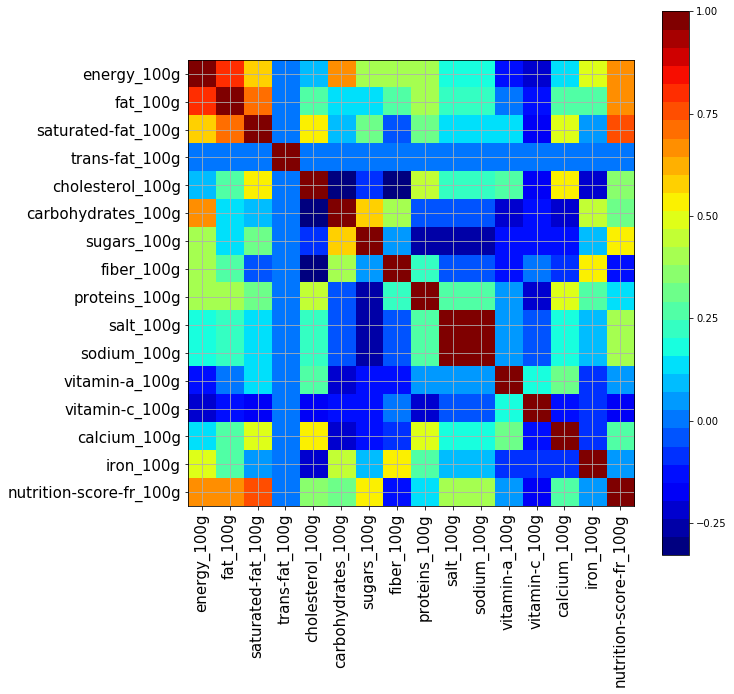 energy_100g
fat_100g
saturated-fat_100g
trans-fat_100g
cholesterol_100g
carbohydrates_100g
sugars_100g
fiber_100g
proteins_100g
salt_100g
sodium_100g
vitamin-a_100g
vitamin-c_100g
calcium_100g
iron_100g
nutrition-score-fr_100g
energy_100g
fat_100g
saturated-fat_100g
trans-fat_100g
cholesterol_100g
carbohydrates_100g
sugars_100g
fiber_100g
proteins_100g
salt_100g
sodium_100g
vitamin-a_100g
vitamin-c_100g
calcium_100g
iron_100g
nutrition-score-fr_100g
1.00
0.75
0.50
0.25
0.00
−0.25